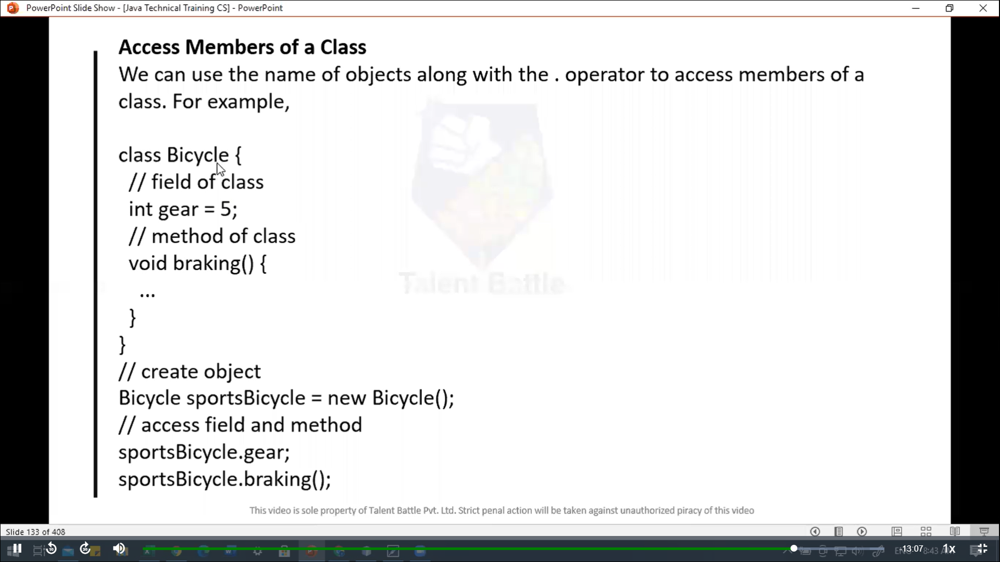 PowerPoint Slide Show - [Java Technical Training CS] - PowerPoint
Access Members of a Class
We can use the name of objects along with the . operator to access members of a
class. For example,
class Bicycle {
// field of class
int gear = 5;
// method of class
void braking() {
...
}
}
// create object
Bicycle sportsBicycle = new Bicycle();
// access field and method
sportsBicycle.gear;
sportsBicycle.braking();
Talent Battle
This video is sole property of Talent Battle Pvt. Ltd. Strict penal action will be taken against unauthorized piracy of this video
Slide 133 of 408
10
30
-13:07
1x
8:43